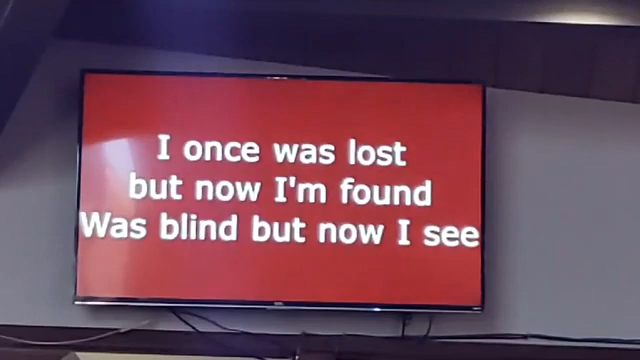 I once was lost
but now I'm found
Was blind but now I see